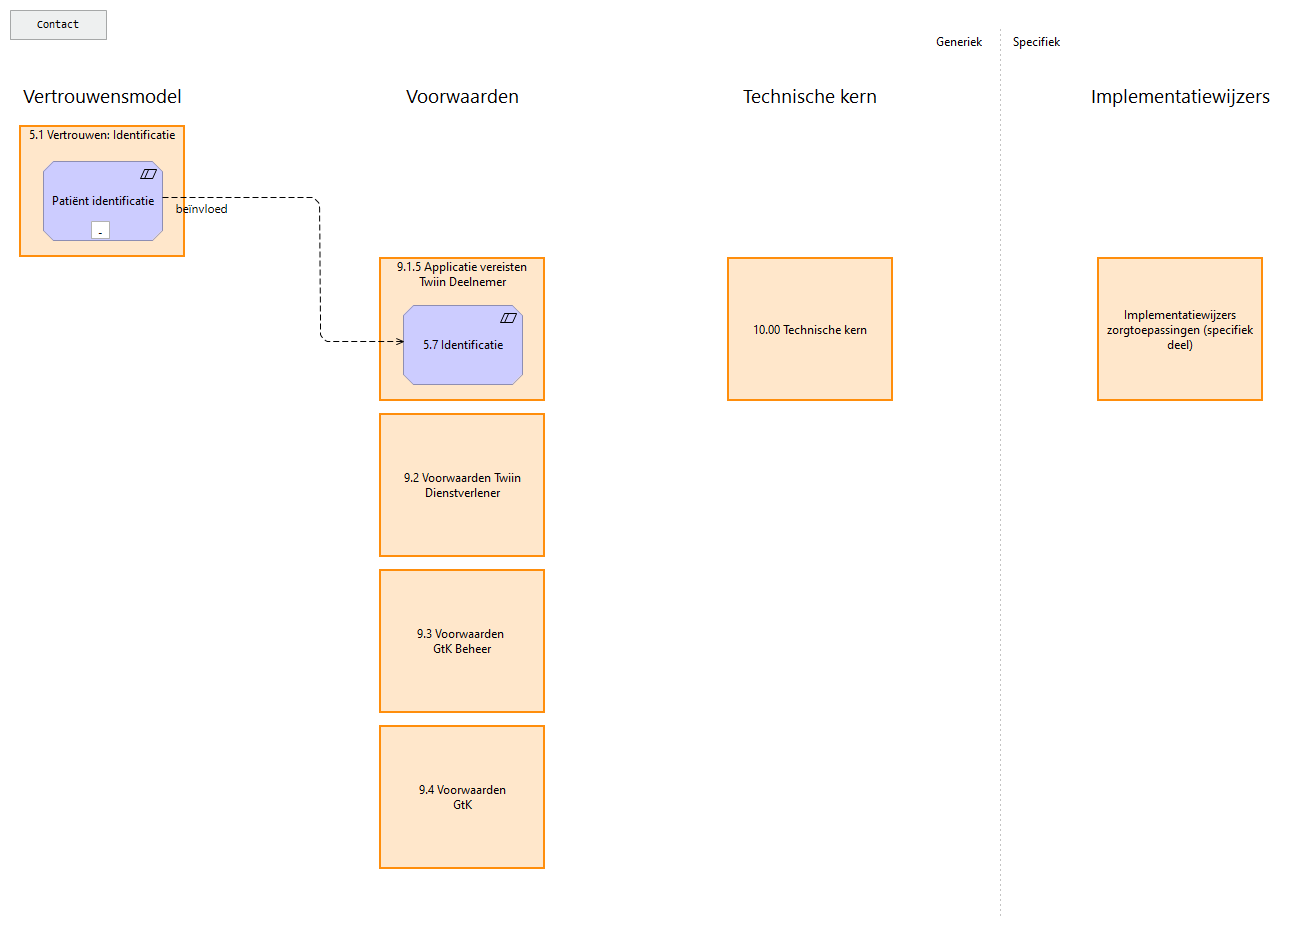 Contact
Generiek
Specifiek
Vertrouwensmodel
Voorwaarden
Technische kern
Implementatiewijzers
5.1 Vertrouwen: Identificatie
Patiënt identificatie
-
beïnvloed
9.1.5 Applicatie vereisten
Twiin Deelnemer
5.7 Identificatie
10.00 Technische kern
Implementatiewijzers
zorgtoepassingen (specifiek
deel)
9.2 Voorwaarden Twiin
Dienstverlener
9.3 Voorwaarden
GtK Beheer
9.4 Voorwaarden
GtK